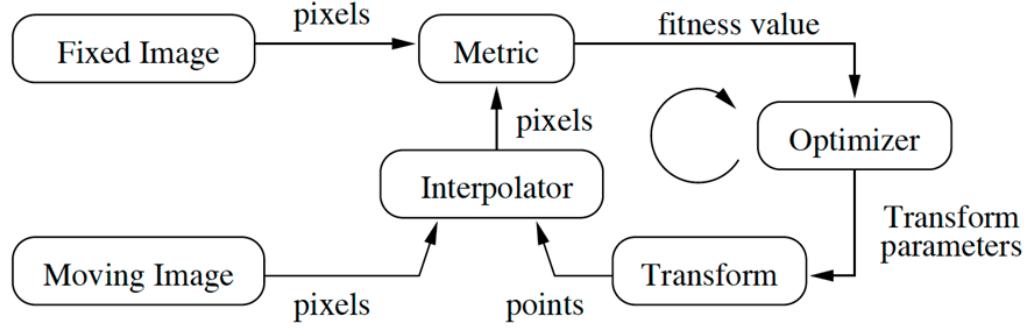 pixels
fitness value
Fixed Image
Metric
pixels
Optimizer
Interpolator
Transform
parameters
Moving Image
Transform
pixels
points